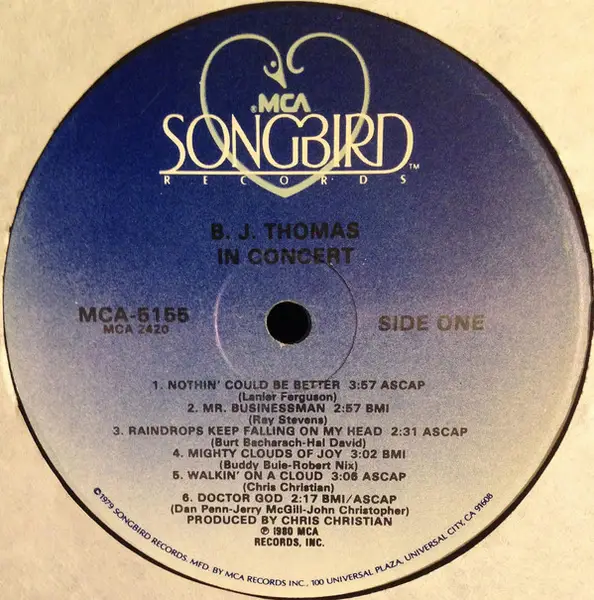 ®MCA
SONGBIRD™
RECORDS
B. J. THOMAS
IN CONCERT
MCA-5155
MCA 2420
SIDE ONE
1. NOTHIN' COULD BE BETTER 3:57 ASCAP
(Lanier Ferguson)
2. MR. BUSINESSMAN 2:57 BMI
(Ray Stevens)
3. RAINDROPS KEEP FALLING ON MY HEAD 2:31 ASCAP
(Burt Bacharach-Hal David)
4. MIGHTY CLOUDS OF JOY 3:02 BMI
(Buddy Buie-Robert Nix)
5. WALKIN' ON A CLOUD 3:06 ASCAP
(Chris Christian)
6. DOCTOR GOD 2:17 BMI/ASCAP
(Dan Penn-Jerry McGill-John Christopher)
PRODUCED BY CHRIS CHRISTIAN
℗ 1980 MCA
RECORDS, INC.
©1979 SONGBIRD RECORDS. MFD. BY MCA RECORDS INC., 100 UNIVERSAL PLAZA, UNIVERSAL CITY, CA 91608